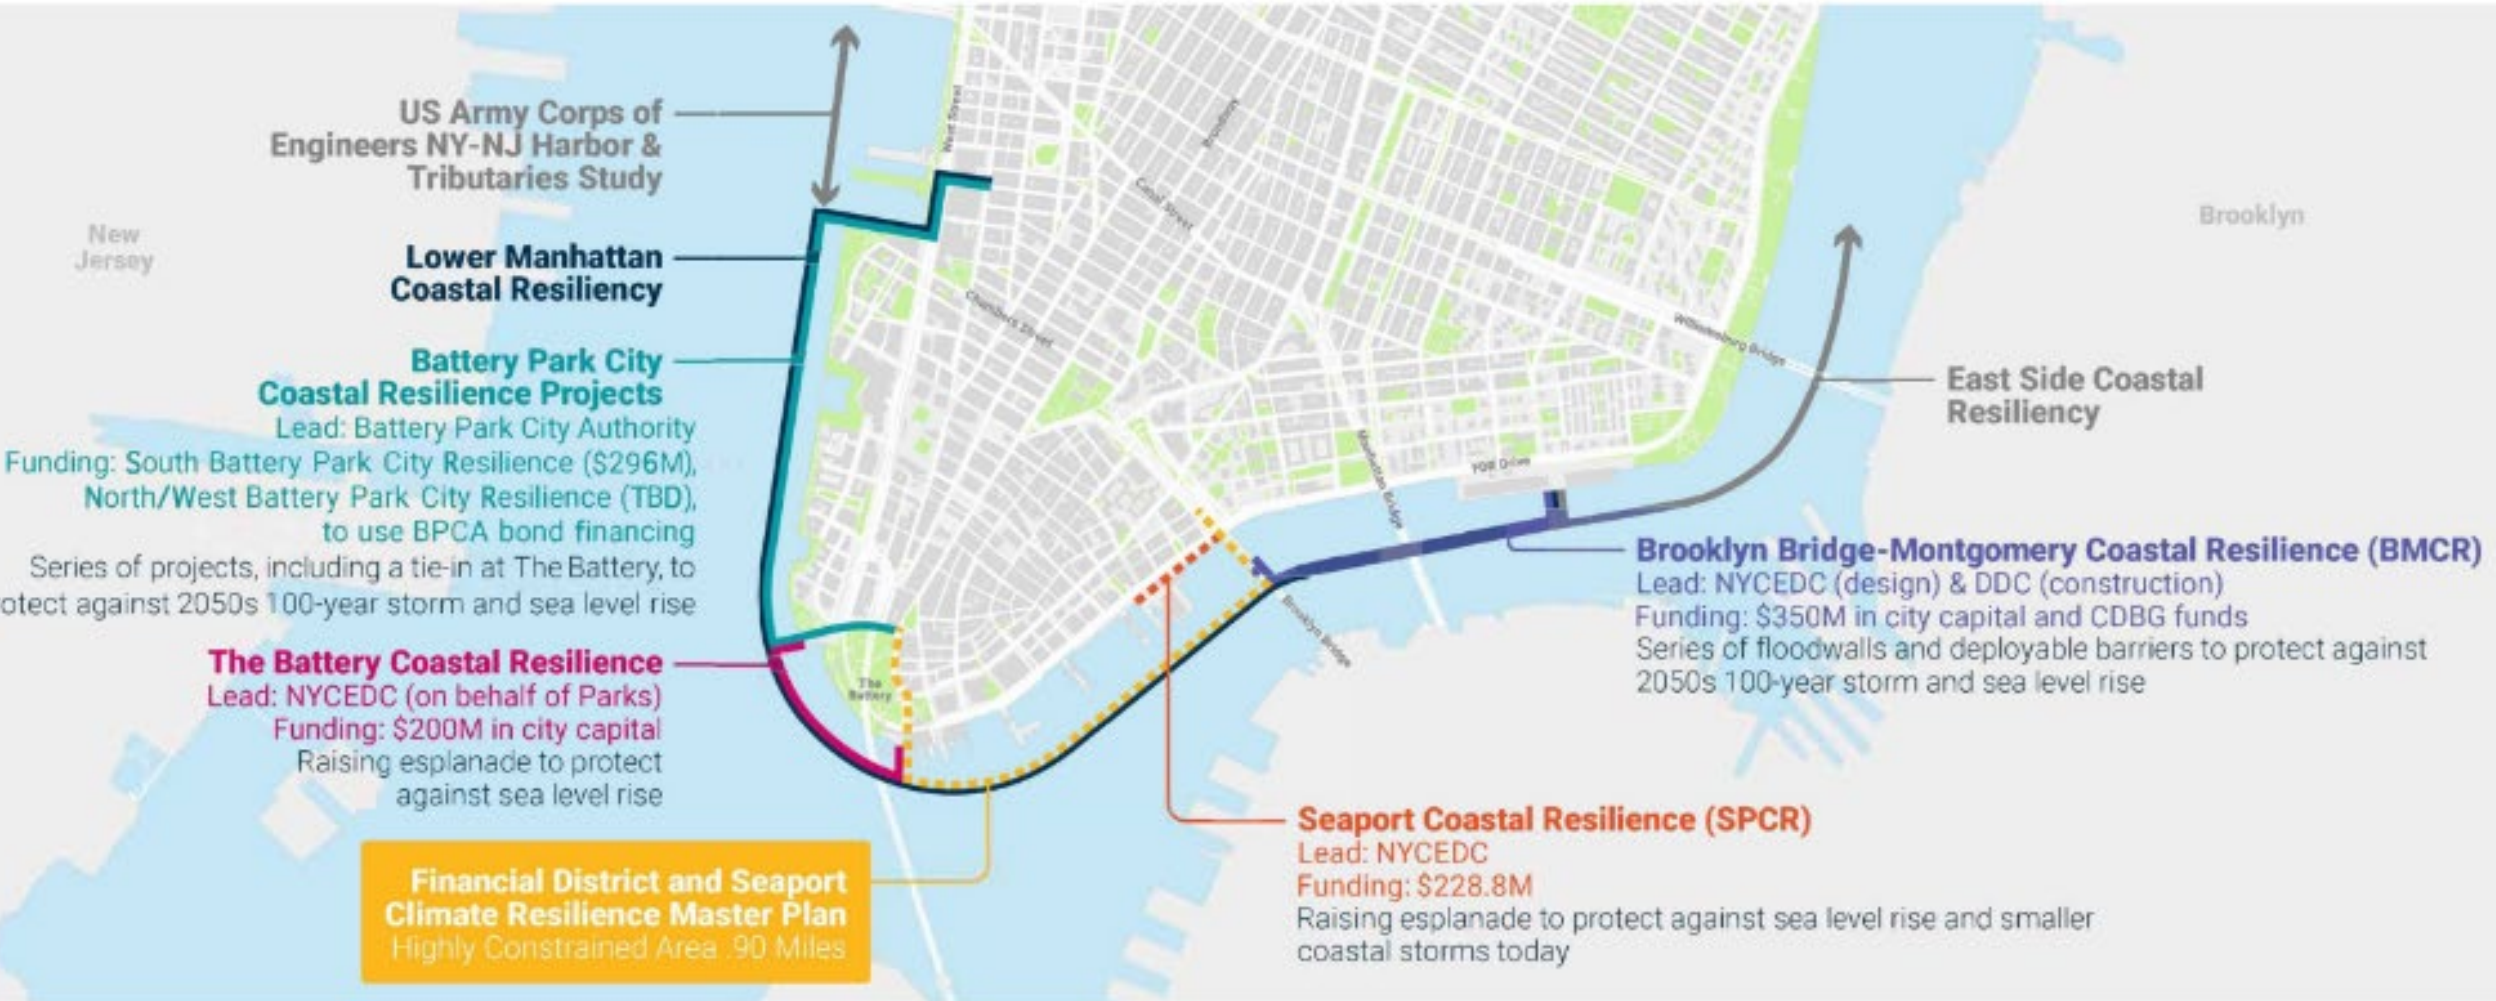 US Army Corps of
Engineers NY-NJ Harbor &
Tributaries Study
New
Jersey
Lower Manhattan
Coastal Resiliency
Battery Park City
Coastal Resilience Projects
Lead: Battery Park City Authority
Funding: South Battery Park City Resilience ($296M),
North/West Battery Park City Resilience (TBD),
to use BPCA bond financing
Series of projects, including a tie-in at The Battery, to
otect against 2050s 100-year storm and sea level rise
The Battery Coastal Resilience
Lead: NYCEDC (on behalf of Parks)
Funding: $200M in city capital
Raising esplanade to protect
against sea level rise
Financial District and Seaport
Climate Resilience Master Plan
Highly Constrained Area .90 Miles
West Street
Broadway
Canal Street
Chambers Street
Williamsburg Bridge
Manhattan Bridge
FDR Drive
Brooklyn Bridge
The
Battery
Brooklyn
East Side Coastal
Resiliency
Brooklyn Bridge-Montgomery Coastal Resilience (BMCR)
Lead: NYCEDC (design) & DDC (construction)
Funding: $350M in city capital and CDBG funds
Series of floodwalls and deployable barriers to protect against
2050s 100-year storm and sea level rise
Seaport Coastal Resilience (SPCR)
Lead: NYCEDC
Funding: $228.8M
Raising esplanade to protect against sea level rise and smaller
coastal storms today